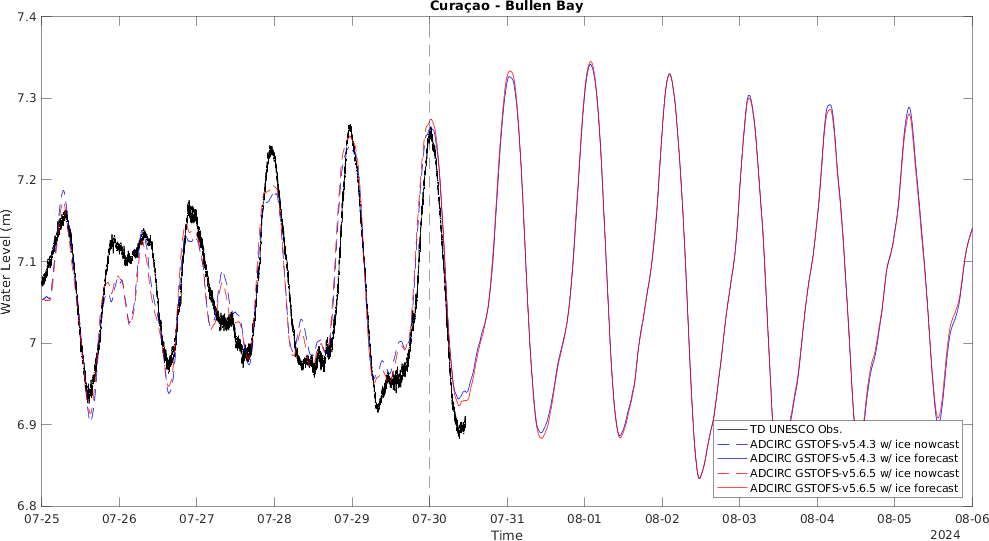 Curaçao - Bullen Bay
7.4
7.3
7.2
7.1
7
6.9
6.8
Water Level (m)
TD UNESCO Obs.
ADCIRC GSTOFS-v5.4.3 w/ ice nowcast
ADCIRC GSTOFS-v5.4.3 w/ ice forecast
ADCIRC GSTOFS-v5.6.5 w/ ice nowcast
ADCIRC GSTOFS-v5.6.5 w/ ice forecast
07-25 07-26 07-27 07-28 07-29 07-30 07-31 08-01 08-02 08-03 08-04 08-05 08-06
Time
2024